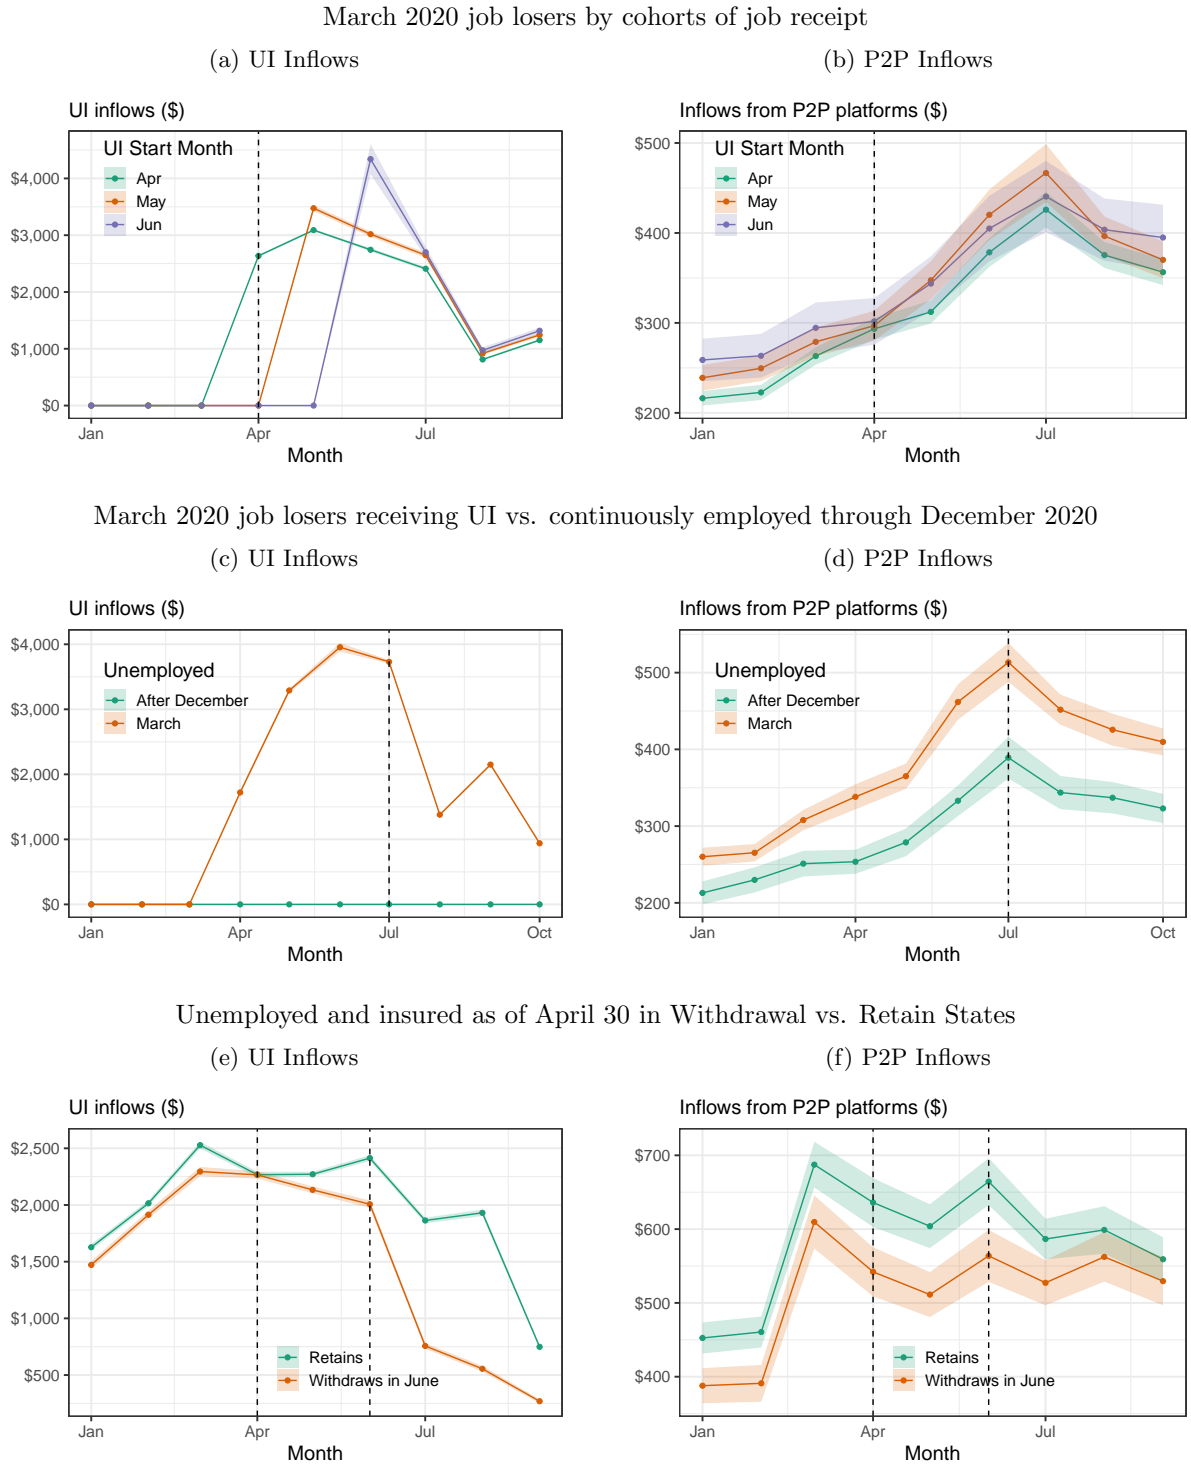 March 2020 job losers by cohorts of job receipt
(a) UI Inflows
(b) P2P Inflows
UI inflows ($)
UI Start Month
Apr
May
Jun
$4,000
$3,000
$2,000
$1,000
$0
Jan
Apr
Jul
Month
Inflows from P2P platforms ($)
UI Start Month
Apr
May
Jun
$500
$400
$300
$200
Jan
Apr
Jul
Month
March 2020 job losers receiving UI vs. continuously employed through December 2020
(c) UI Inflows
(d) P2P Inflows
UI inflows ($)
Unemployed
After December
March
$4,000
$3,000
$2,000
$1,000
$0
Jan
Apr
Jul
Oct
Month
Inflows from P2P platforms ($)
Unemployed
After December
March
$500
$400
$300
$200
Jan
Apr
Jul
Oct
Month
Unemployed and insured as of April 30 in Withdrawal vs. Retain States
(e) UI Inflows
(f) P2P Inflows
UI inflows ($)
$2,500
$2,000
$1,500
$1,000
$500
Retains
Withdraws in June
Jan
Apr
Jul
Month
Inflows from P2P platforms ($)
$700
$600
$500
$400
Retains
Withdraws in June
Jan
Apr
Jul
Month